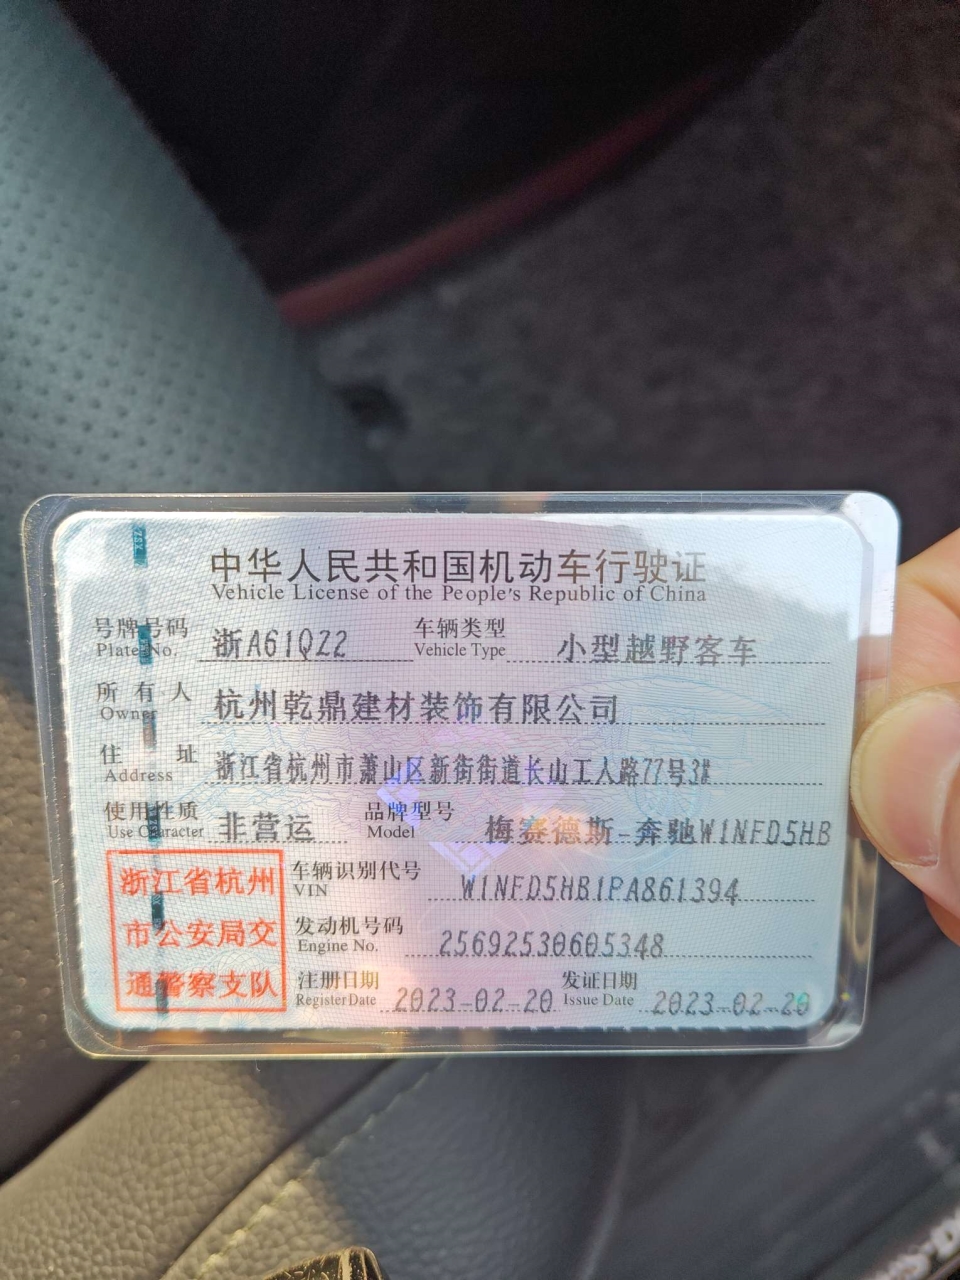 中华人民共和国机动车行驶证
Vehicle License of the People's Republic of China
号牌号码 浙A61QZ2 车辆类型 小型越野客车
Plate No. Vehicle Type
所有人 杭州乾鼎建材装饰有限公司
Owner
住址 浙江省杭州市萧山区新街街道长山工人路77号3#
Address
使用性质 非营运 品牌型号 梅赛德斯-奔驰W1NFD5HB
Use Character Model
浙江省杭州
市公安局交
通警察支队
车辆识别代号 W1NFD5HB1PA861394
VIN
发动机号码 25692530605348
Engine No.
注册日期 2023-02-20 发证日期 2023-02-20
Register Date Issue Date